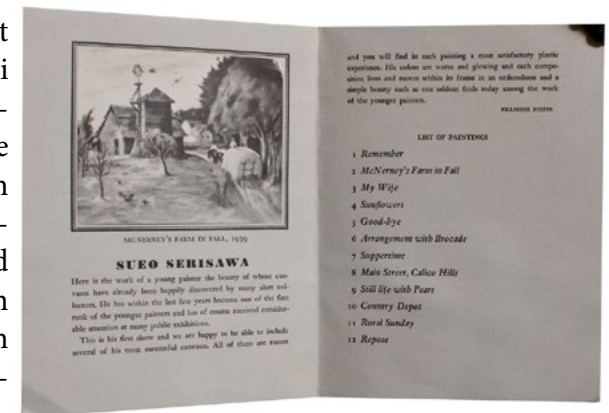 t
i
–
e
n
–
d
n
n
–
MCNERNEY'S FARM IN FALL, 1939
SUEO SERISAWA
Here is the work of a young painter the beauty of whose can-
vases have already been happily discovered by many alert col-
lectors. He has within the last few years become one of the first
rank of the younger painters and has of course received consider-
able attention at many public exhibitions.
This is his first show and we are happy to be able to include
several of his most successful canvases. All of them are recent
and you will find in each painting a most satisfactory plastic
experience. His colors are warm and glowing and each compo-
sition lives and moves within its frame in an orderedness and a
simple beauty such as one seldom finds today among the work
of the younger painters.
LIST OF PAINTINGS
1 Remember
2 McNerney's Farm in Fall
3 My Wife
4 Sunflowers
5 Good-bye
6 Arrangement with Brocade
7 Suppertime
8 Main Street, Calico Hills
9 Still life with Pears
10 Country Depot
11 Rural Sunday
12 Repose